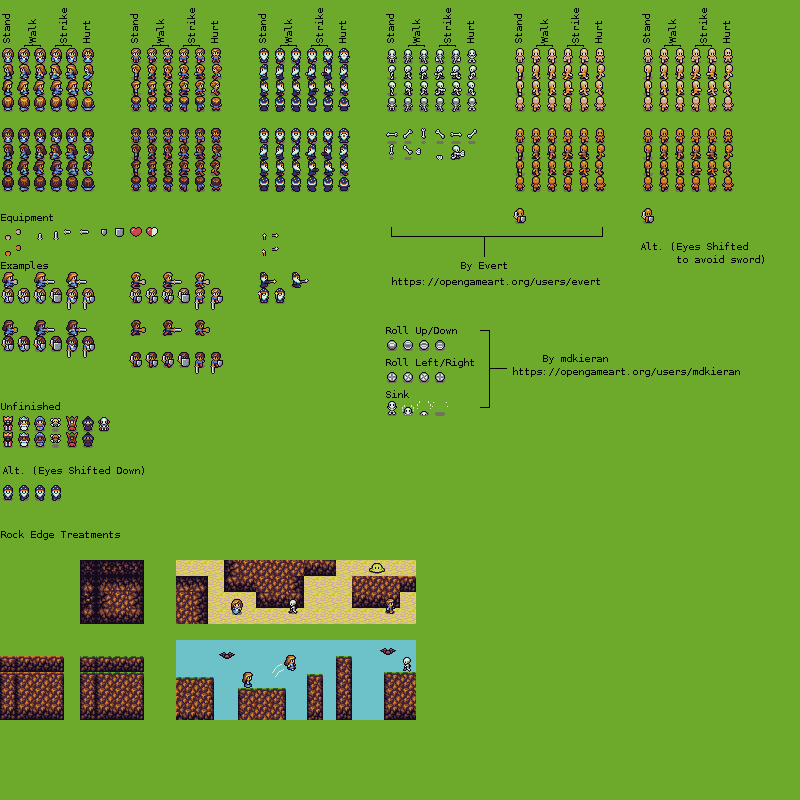 Stand Walk Strike Hurt
Stand Walk Strike Hurt
Stand Walk Strike Hurt
Stand Walk Strike Hurt
Stand Walk Strike Hurt
Stand Walk Strike Hurt
Equipment
Alt. (Eyes Shifted
to avoid sword)
Examples
By Evert
https://opengameart.org/users/evert
Roll Up/Down
Roll Left/Right
Sink
By mdkieran
https://opengameart.org/users/mdkieran
Unfinished
Alt. (Eyes Shifted Down)
Rock Edge Treatments